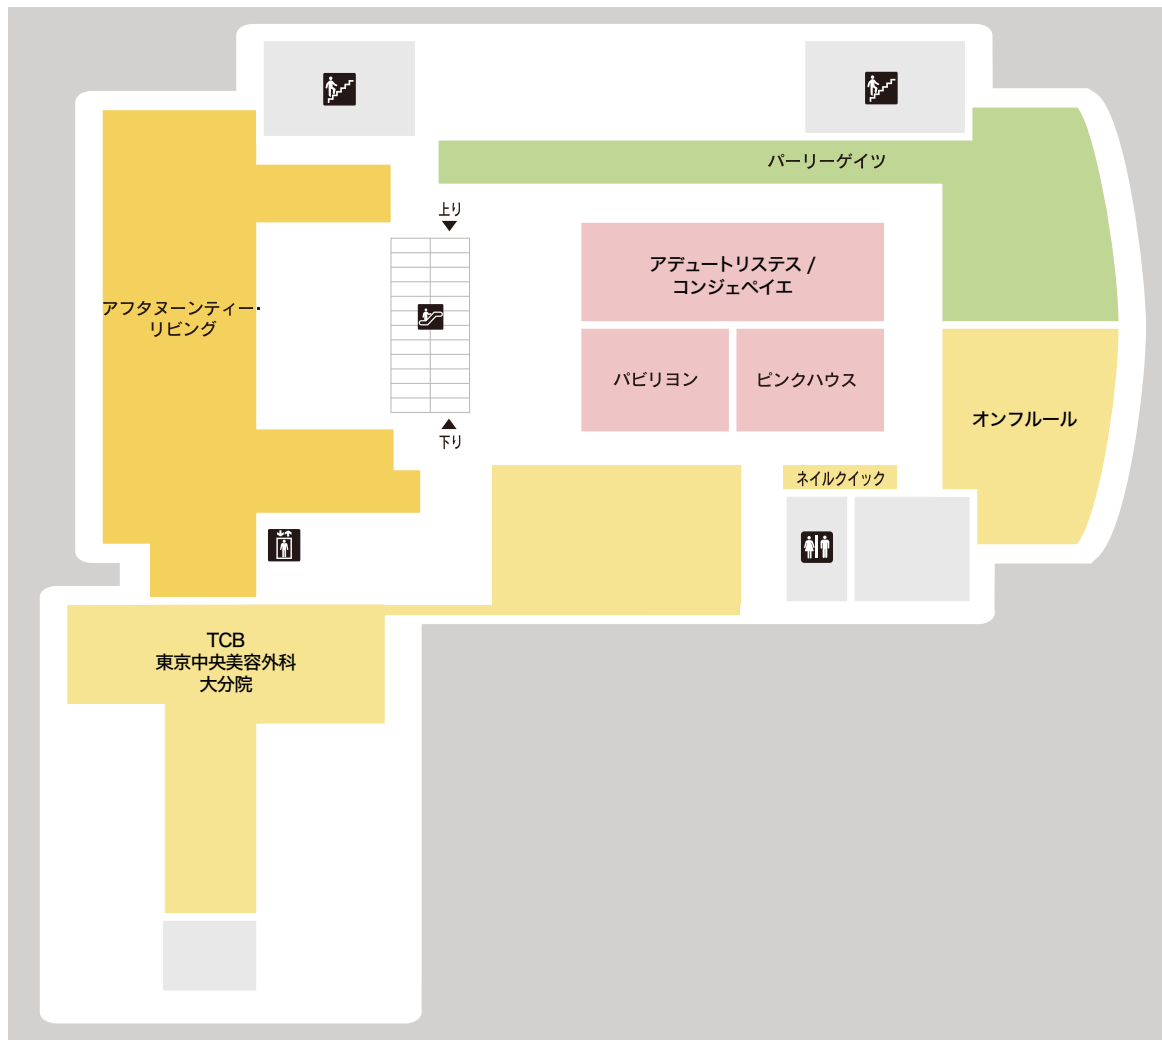 パーリーゲイツ
上り
アデュートリステス /
コンジェペイエ
アフタヌーンティー・
リビング
パビリヨン
ピンクハウス
オンフルール
下り
ネイルクイック
TCB
東京中央美容外科
大分院